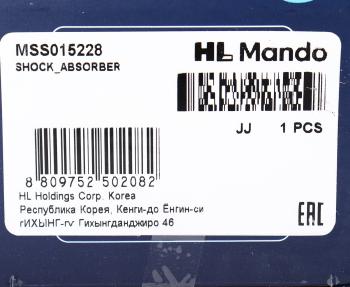 MSS015228
SHOCK_ABSORBER
HL Mando
JJ 1 PCS
8 809752 502082
HL Holdings Corp. Korea
Республика Корея, Кенги-до Ёнгин-си
гИХЫНГ-гу Гихынгданджиро 46
EAC